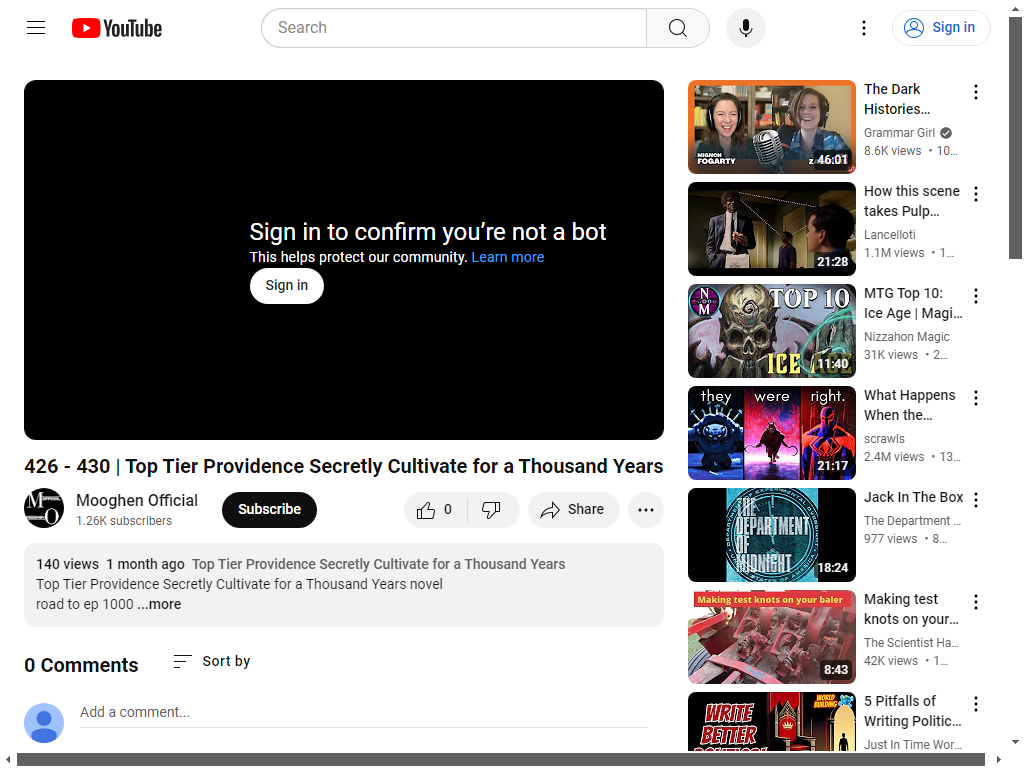 YouTube
Search
Sign in
Sign in to confirm you’re not a bot
This helps protect our community. Learn more
Sign in
426 - 430 | Top Tier Providence Secretly Cultivate for a Thousand Years
Mooghen Official
1.26K subscribers
Subscribe
0
Share
140 views 1 month ago Top Tier Providence Secretly Cultivate for a Thousand Years
Top Tier Providence Secretly Cultivate for a Thousand Years novel
road to ep 1000 ...more
0 Comments
Sort by
Add a comment...
MIGNON
FOGARTY
46:01
The Dark
Histories…
Grammar Girl
8.6K views • 10…
21:28
How this scene
takes Pulp…
Lancelloti
1.1M views • 1…
N
M
TOP 10
ICE AGE
11:40
MTG Top 10:
Ice Age | Magi…
Nizzahon Magic
31K views • 2…
they were right.
21:17
What Happens
When the…
scrawls
2.4M views • 13…
THE
DEPARTMENT
OF
MIDNIGHT
18:24
Jack In The Box
The Department …
977 views • 8…
Making test knots on your baler
8:43
Making test
knots on your…
The Scientist Ha…
42K views • 1…
WORLD
BUILDING
WRITE
BETTER
5 Pitfalls of
Writing Politic…
Just In Time Wor…